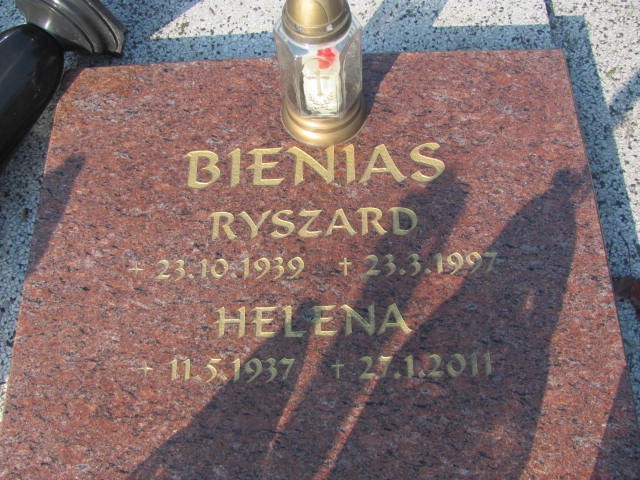 BIENIAS
RYSZARD
+ 23.10.1939 + 23.3.1997
HELENA
+ 11.5.1937 + 27.1.2011